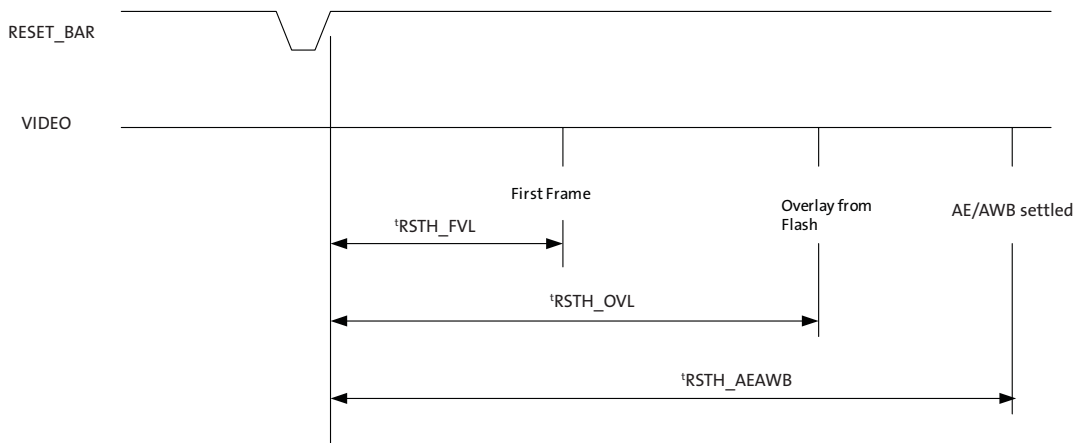 RESET_BAR
VIDEO
First Frame
Overlay from
Flash
AE/AWB settled
tRSTH_FVL
tRSTH_OVL
tRSTH_AEAWB